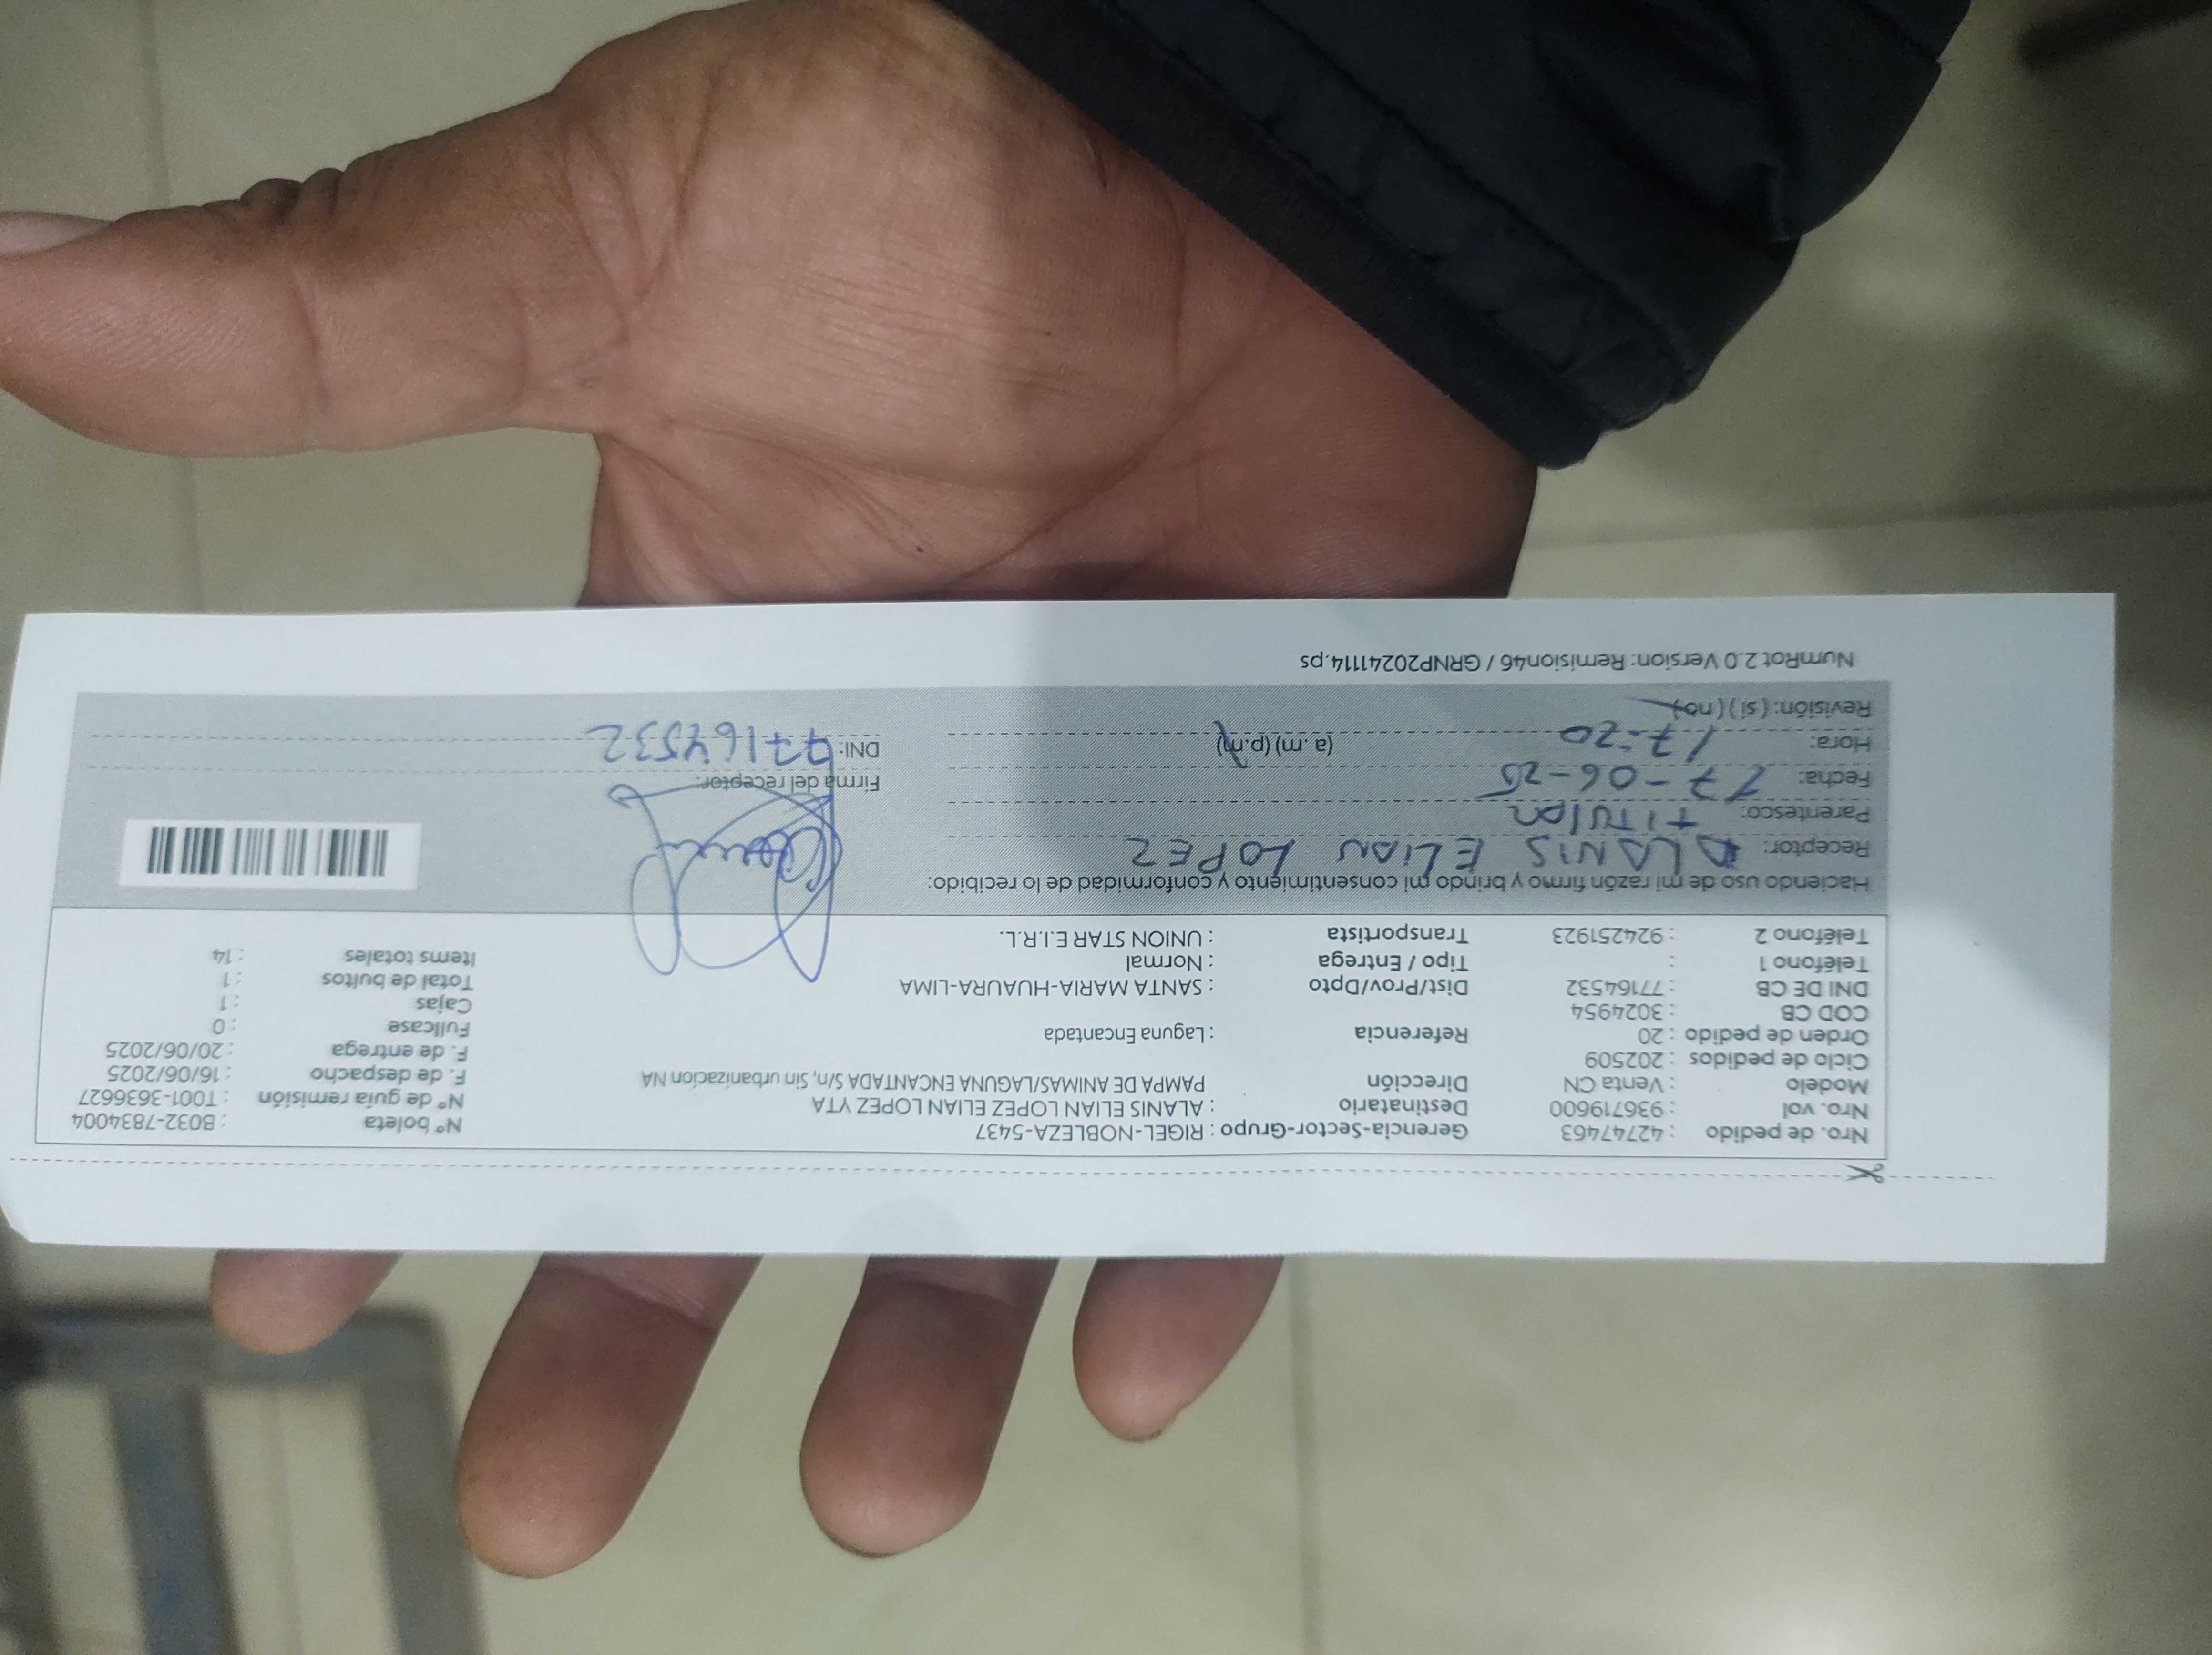 Nro. de pedido : 42747463 Gerencia-Sector-Grupo : RIGEL-NOBLEZA-5437 N° boleta : B032-7834004
Nro. vol : 936719600 Destinatario : ALANIS ELIAN LOPEZ ELIAN LOPEZ YTA N° de guía remisión : T001-3636627
Modelo : Venta CN Dirección PAMPA DE ANIMAS/LAGUNA ENCANTADA S/n, Sin urbanizacion NA F. de despacho : 16/06/2025
Ciclo de pedidos : 202509 F. de entrega : 20/06/2025
Orden de pedido : 20 Referencia : Laguna Encantada Fullcase : 0
COD CB : 3024954 Cajas : 1
DNI DE CB : 77164532 Dist/Prov/Dpto : SANTA MARIA-HUAURA-LIMA Total de bultos : 1
Teléfono 1 : Tipo / Entrega : Normal Items totales : 14
Teléfono 2 : 924251923 Transportista : UNION STAR E.I.R.L.
Haciendo uso de mi razón firmo y brindo mi consentimiento y conformidad de lo recibido:
Receptor: ALANIS ELIAN LOPEZ
Parentesco: TITULAR
Fecha: 17-06-25 Firma del receptor:
Hora: 17:20 (a.m) (p.m) DNI: 77164532
Revisión: (si) (no)
NumRot 2.0 Version: Remision46 / GRNP20241114.ps